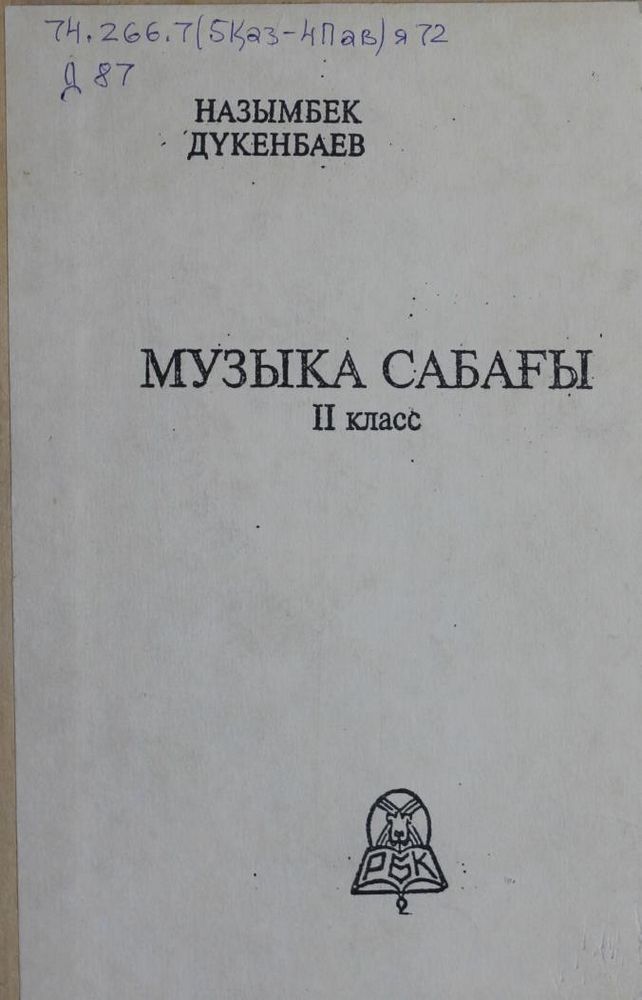 74.266.7(5Қаз-4Пав)я72
Д 87
НАЗЫМБЕК
ДҮКЕНБАЕВ
МУЗЫКА САБАҒЫ
II класс
РБК